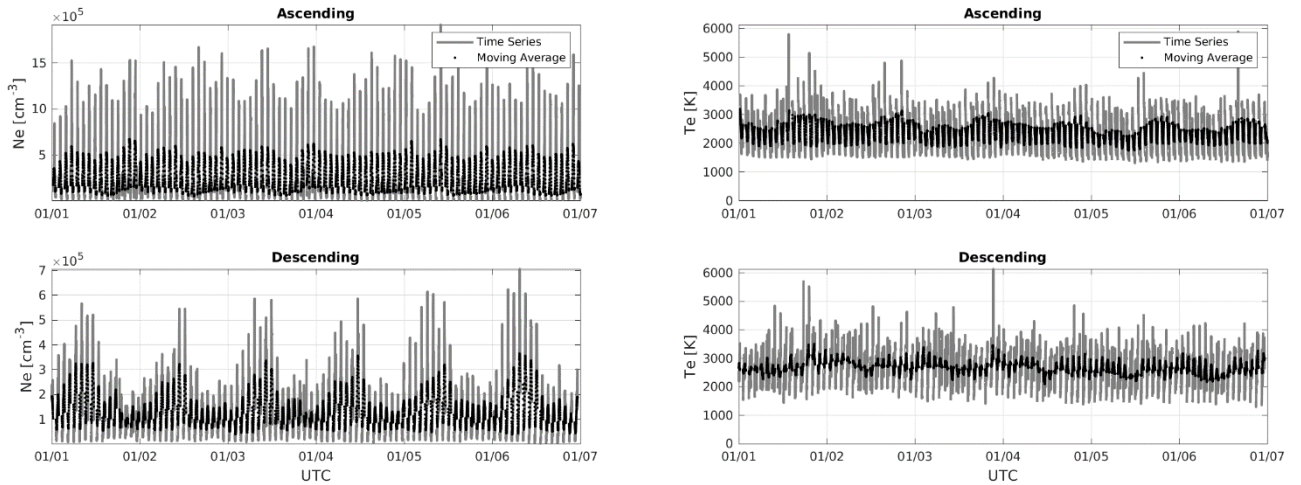 Ascending
×10⁵
Time Series
Moving Average
Ne [cm⁻³]
15
10
5
01/01 01/02 01/03 01/04 01/05 01/06 01/07
Ascending
Time Series
Moving Average
Te [K]
6000
5000
4000
3000
2000
1000
0
01/01 01/02 01/03 01/04 01/05 01/06 01/07
Descending
×10⁵
Ne [cm⁻³]
7
6
5
4
3
2
1
01/01 01/02 01/03 01/04 01/05 01/06 01/07
UTC
Descending
Te [K]
6000
5000
4000
3000
2000
1000
0
01/01 01/02 01/03 01/04 01/05 01/06 01/07
UTC